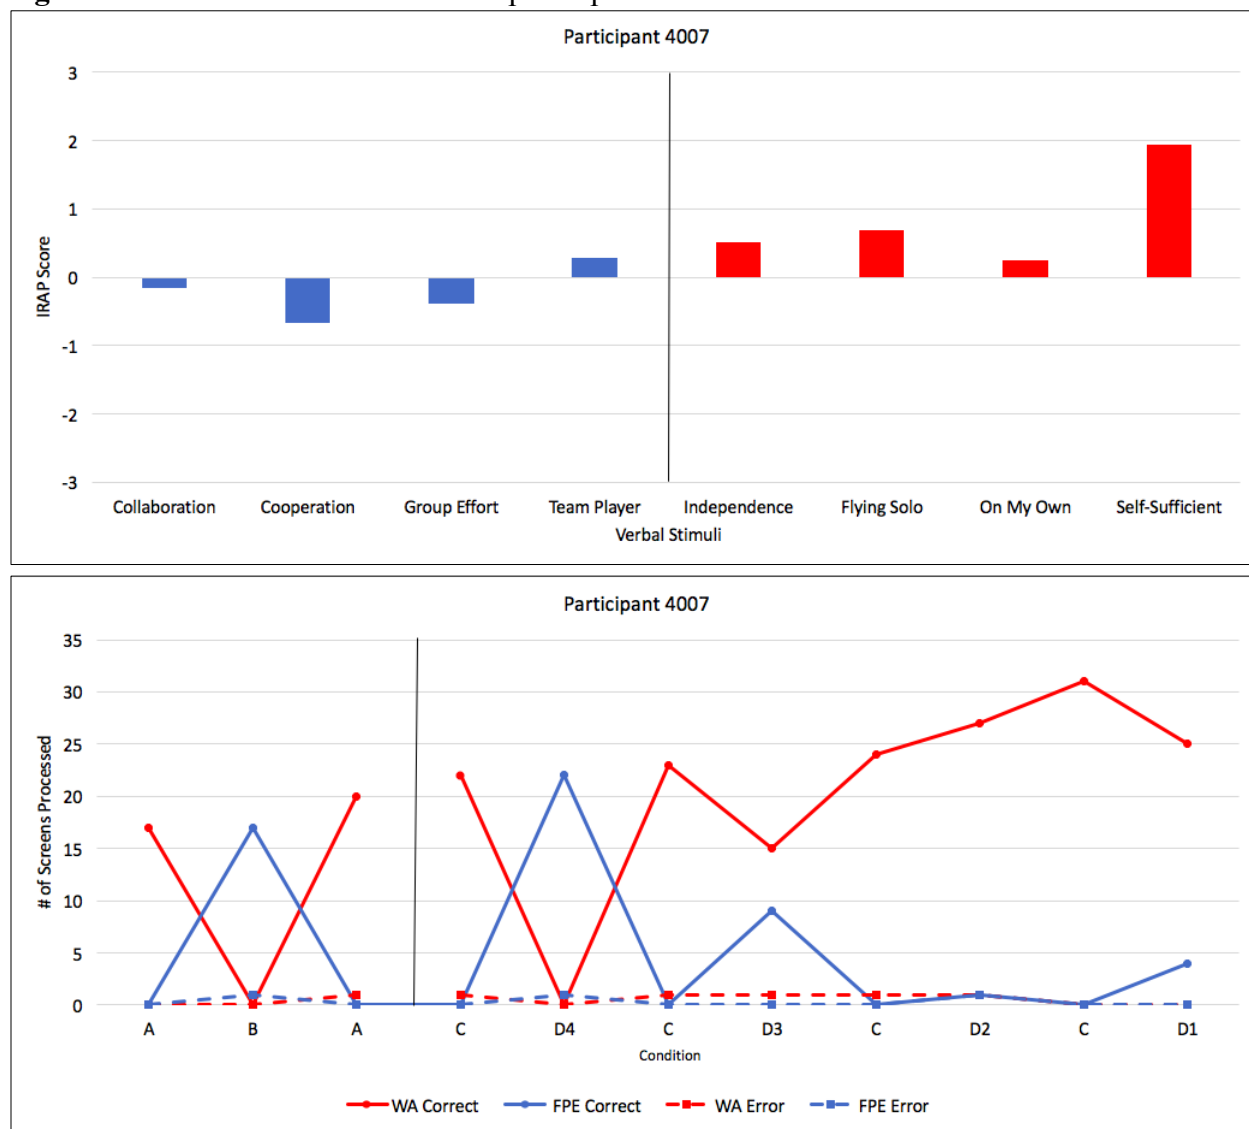 Participant 4007
3
2
1
0
-1
-2
-3
IRAP Score
Collaboration Cooperation Group Effort Team Player Independence Flying Solo On My Own Self-Sufficient
Verbal Stimuli
Participant 4007
35
30
25
20
15
10
5
0
# of Screens Processed
A B A C D4 C D3 C D2 C D1
Condition
WA Correct FPE Correct WA Error FPE Error